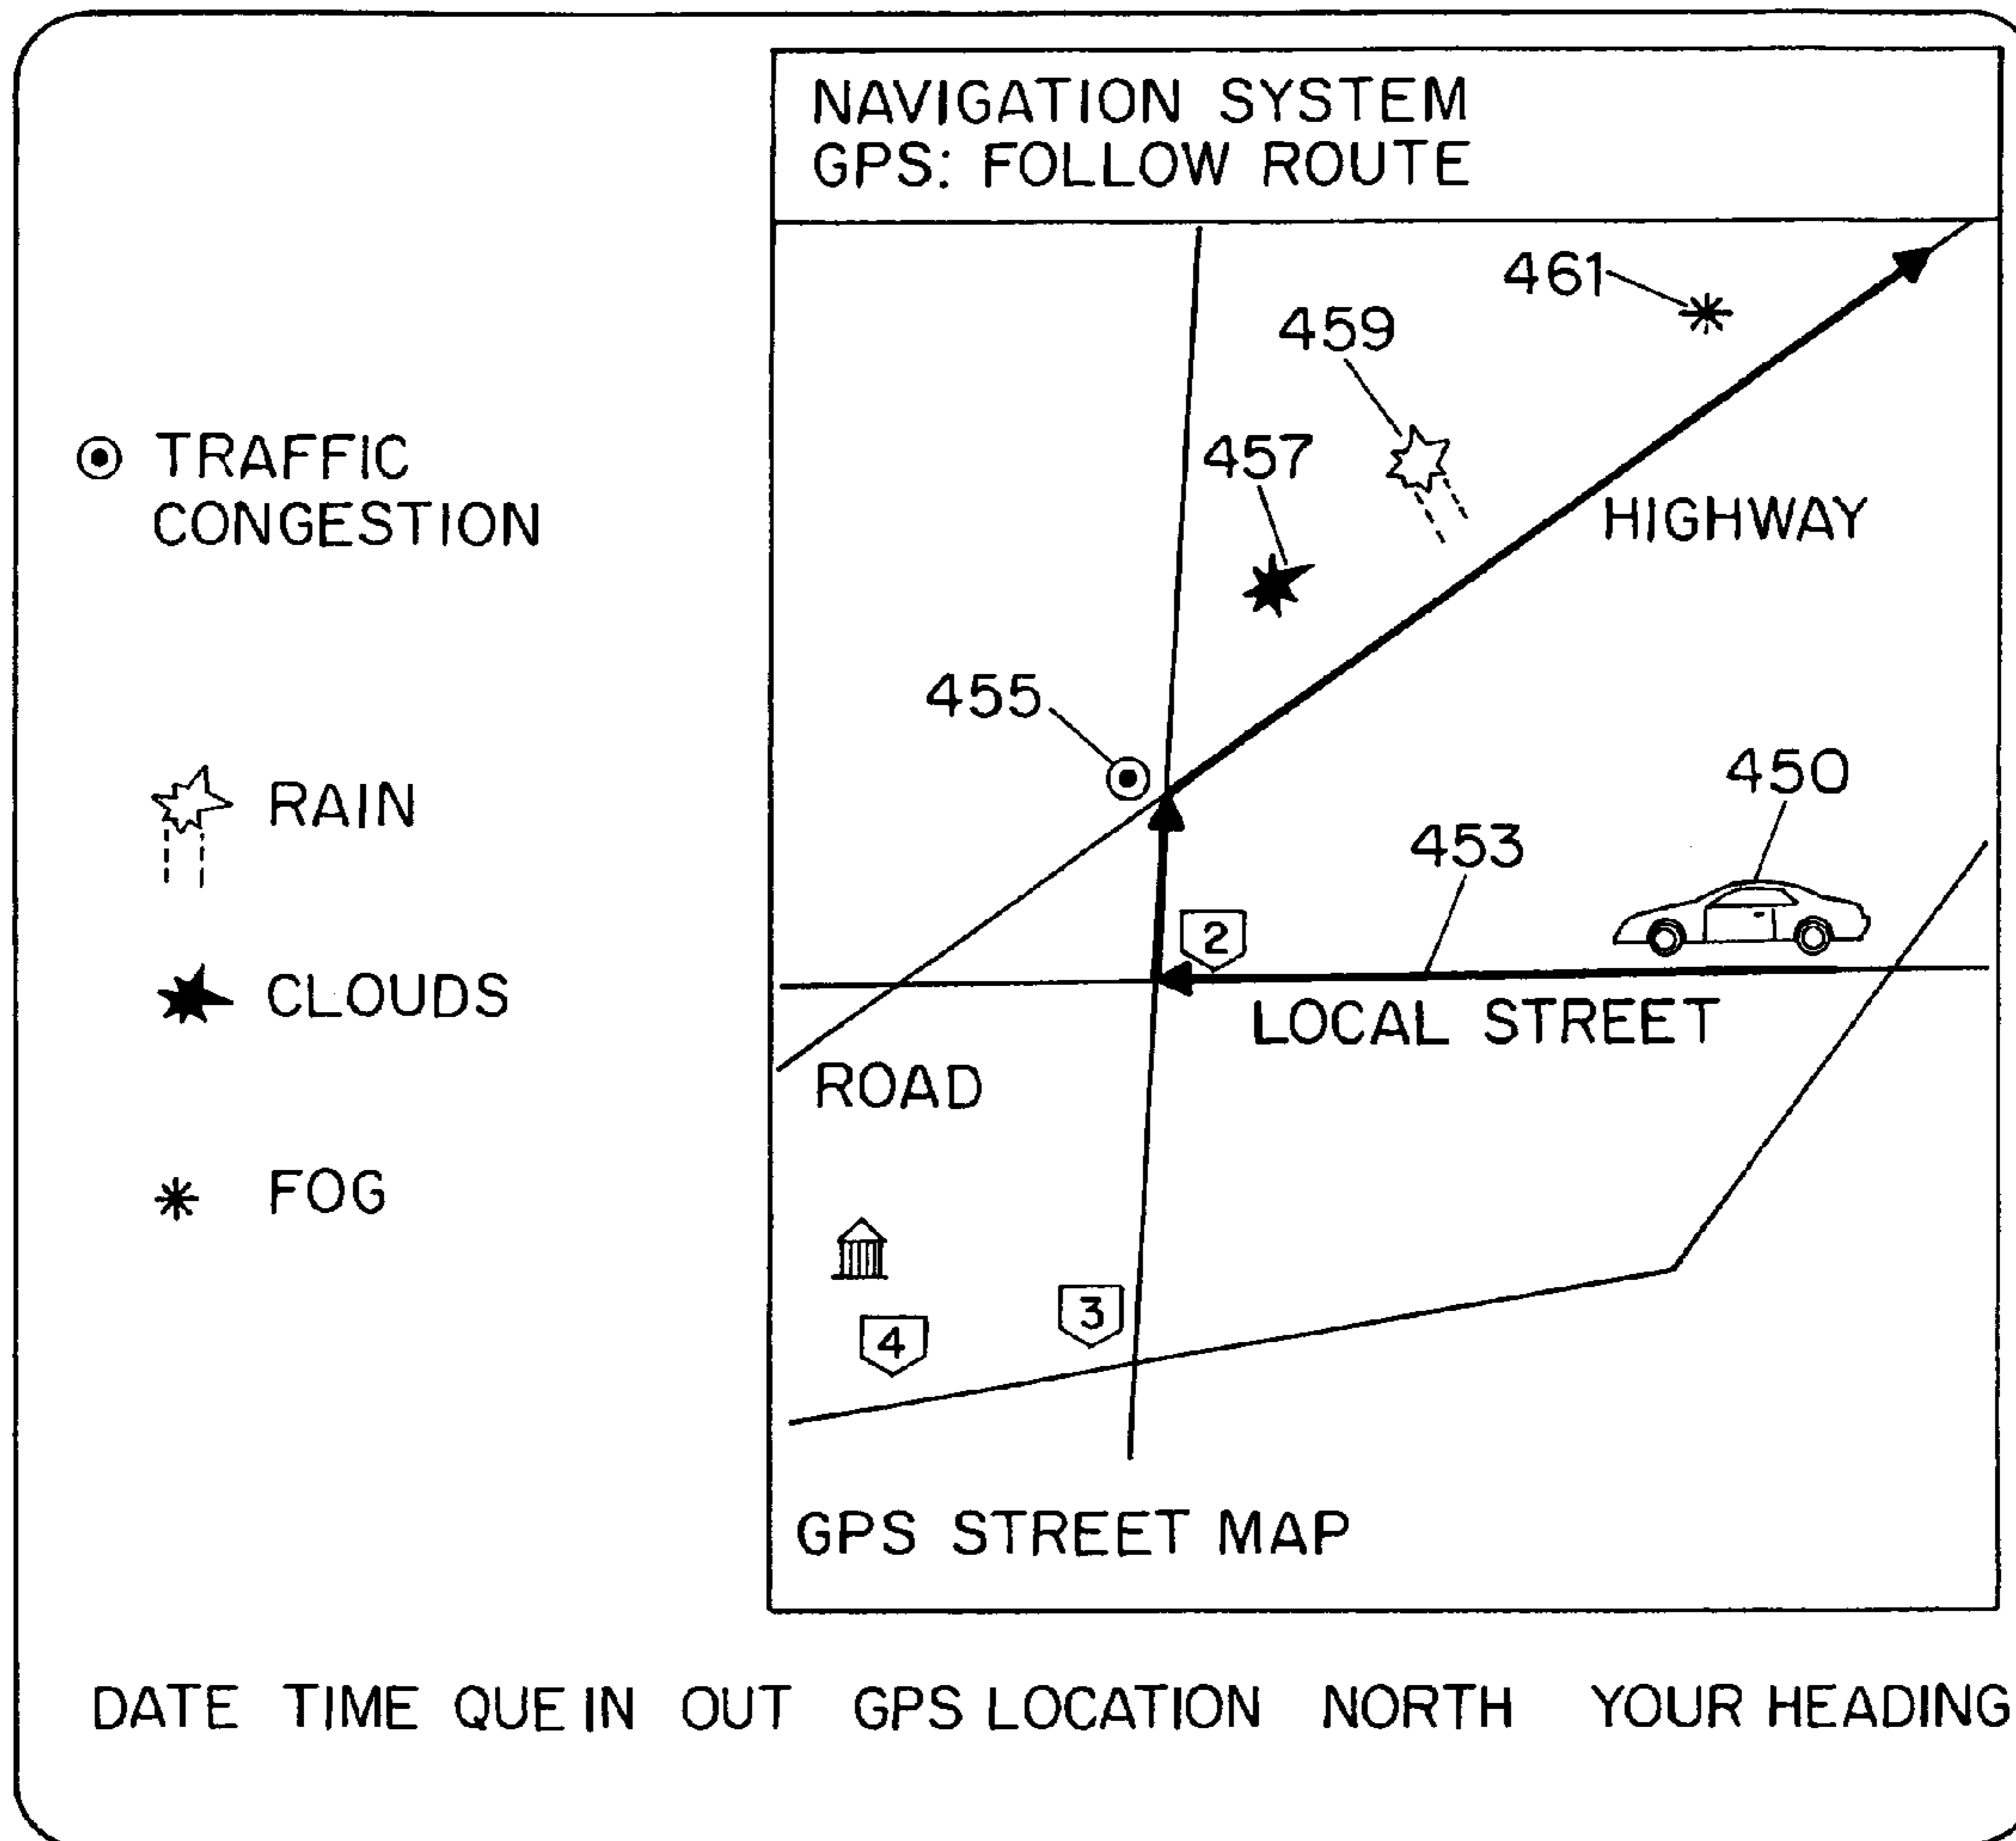 NAVIGATION SYSTEM
GPS: FOLLOW ROUTE
461
459
457
TRAFFIC
CONGESTION
HIGHWAY
455
450
RAIN
453
2
CLOUDS
LOCAL STREET
ROAD
FOG
3
4
GPS STREET MAP
DATE TIME QUE IN OUT GPS LOCATION NORTH YOUR HEADING